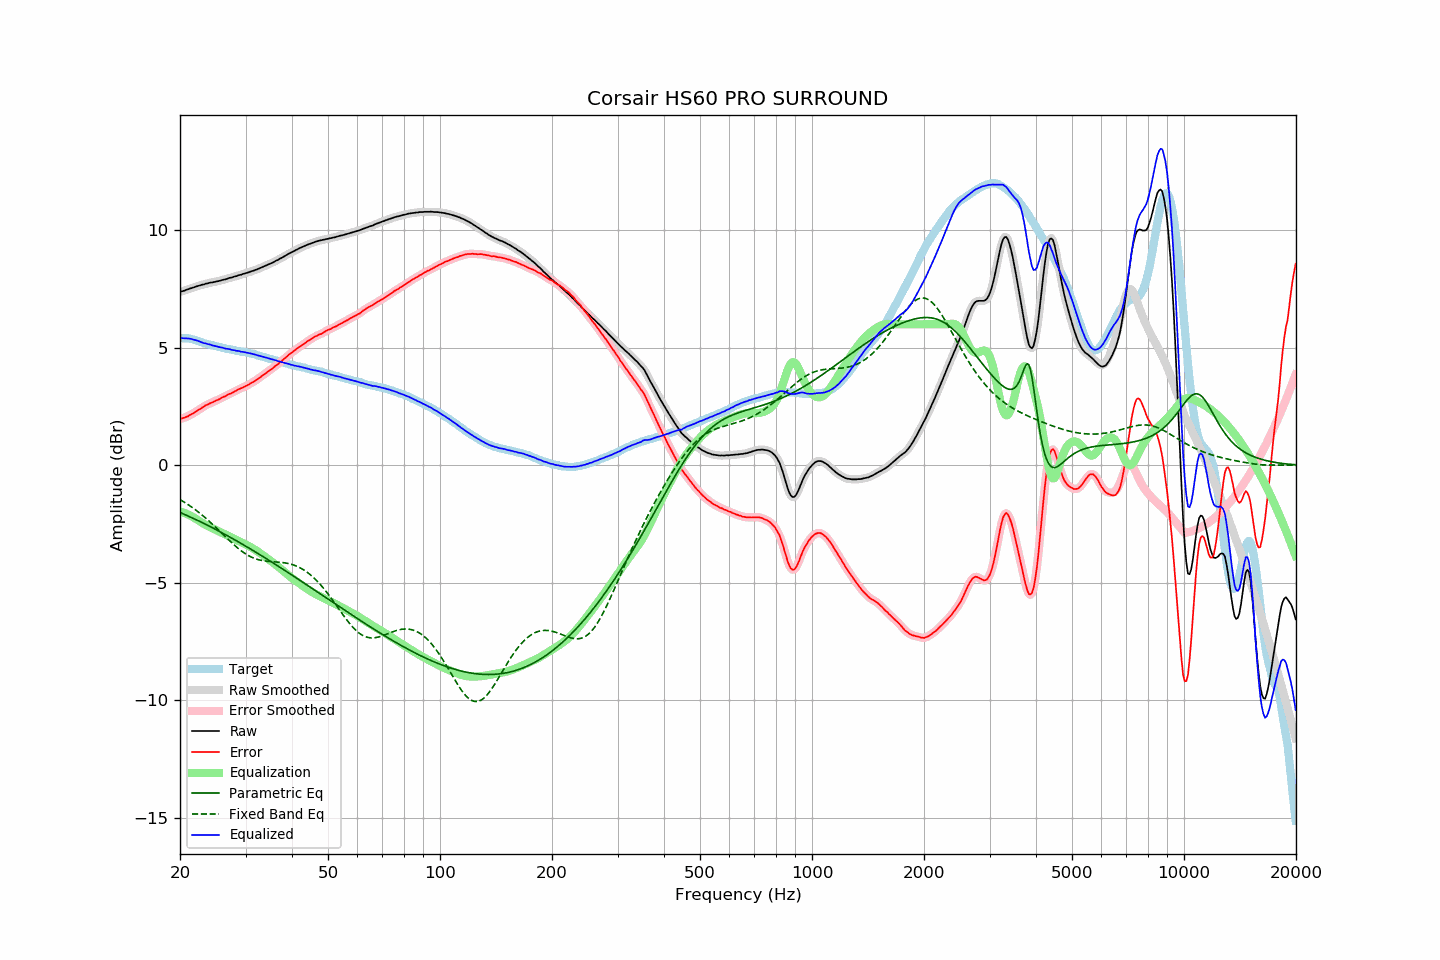 Corsair HS60 PRO SURROUND
Amplitude (dBr)
10
5
0
−5
−10
−15
Target
Raw Smoothed
Error Smoothed
Raw
Error
Equalization
Parametric Eq
Fixed Band Eq
Equalized
20 50 100 200 500 1000 2000 5000 10000 20000
Frequency (Hz)